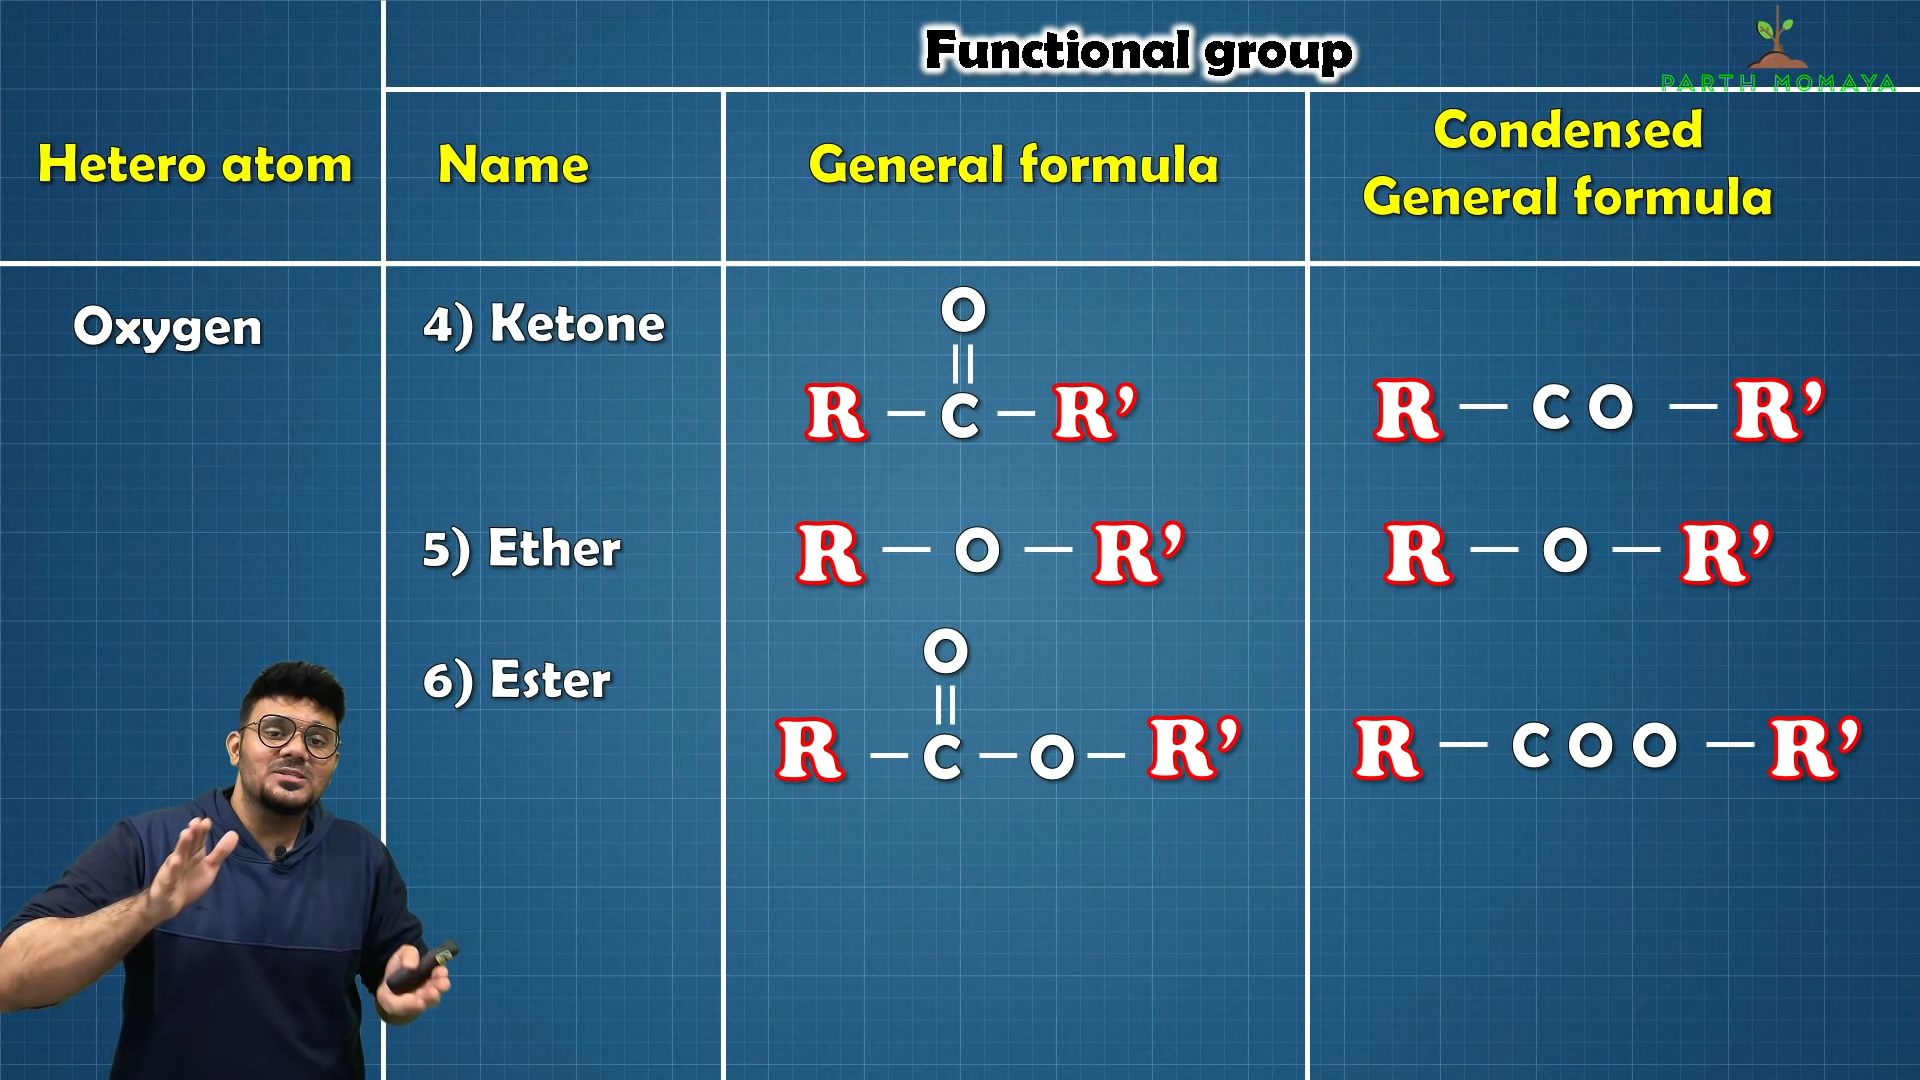 Functional group
PARTH MOMAYA
Hetero atom
Name
General formula
Condensed
General formula
Oxygen
4) Ketone
O
||
R — C — R’
R — C O — R’
5) Ether
R — O — R’
R — O — R’
6) Ester
O
||
R — C — O — R’
R — C O O — R’